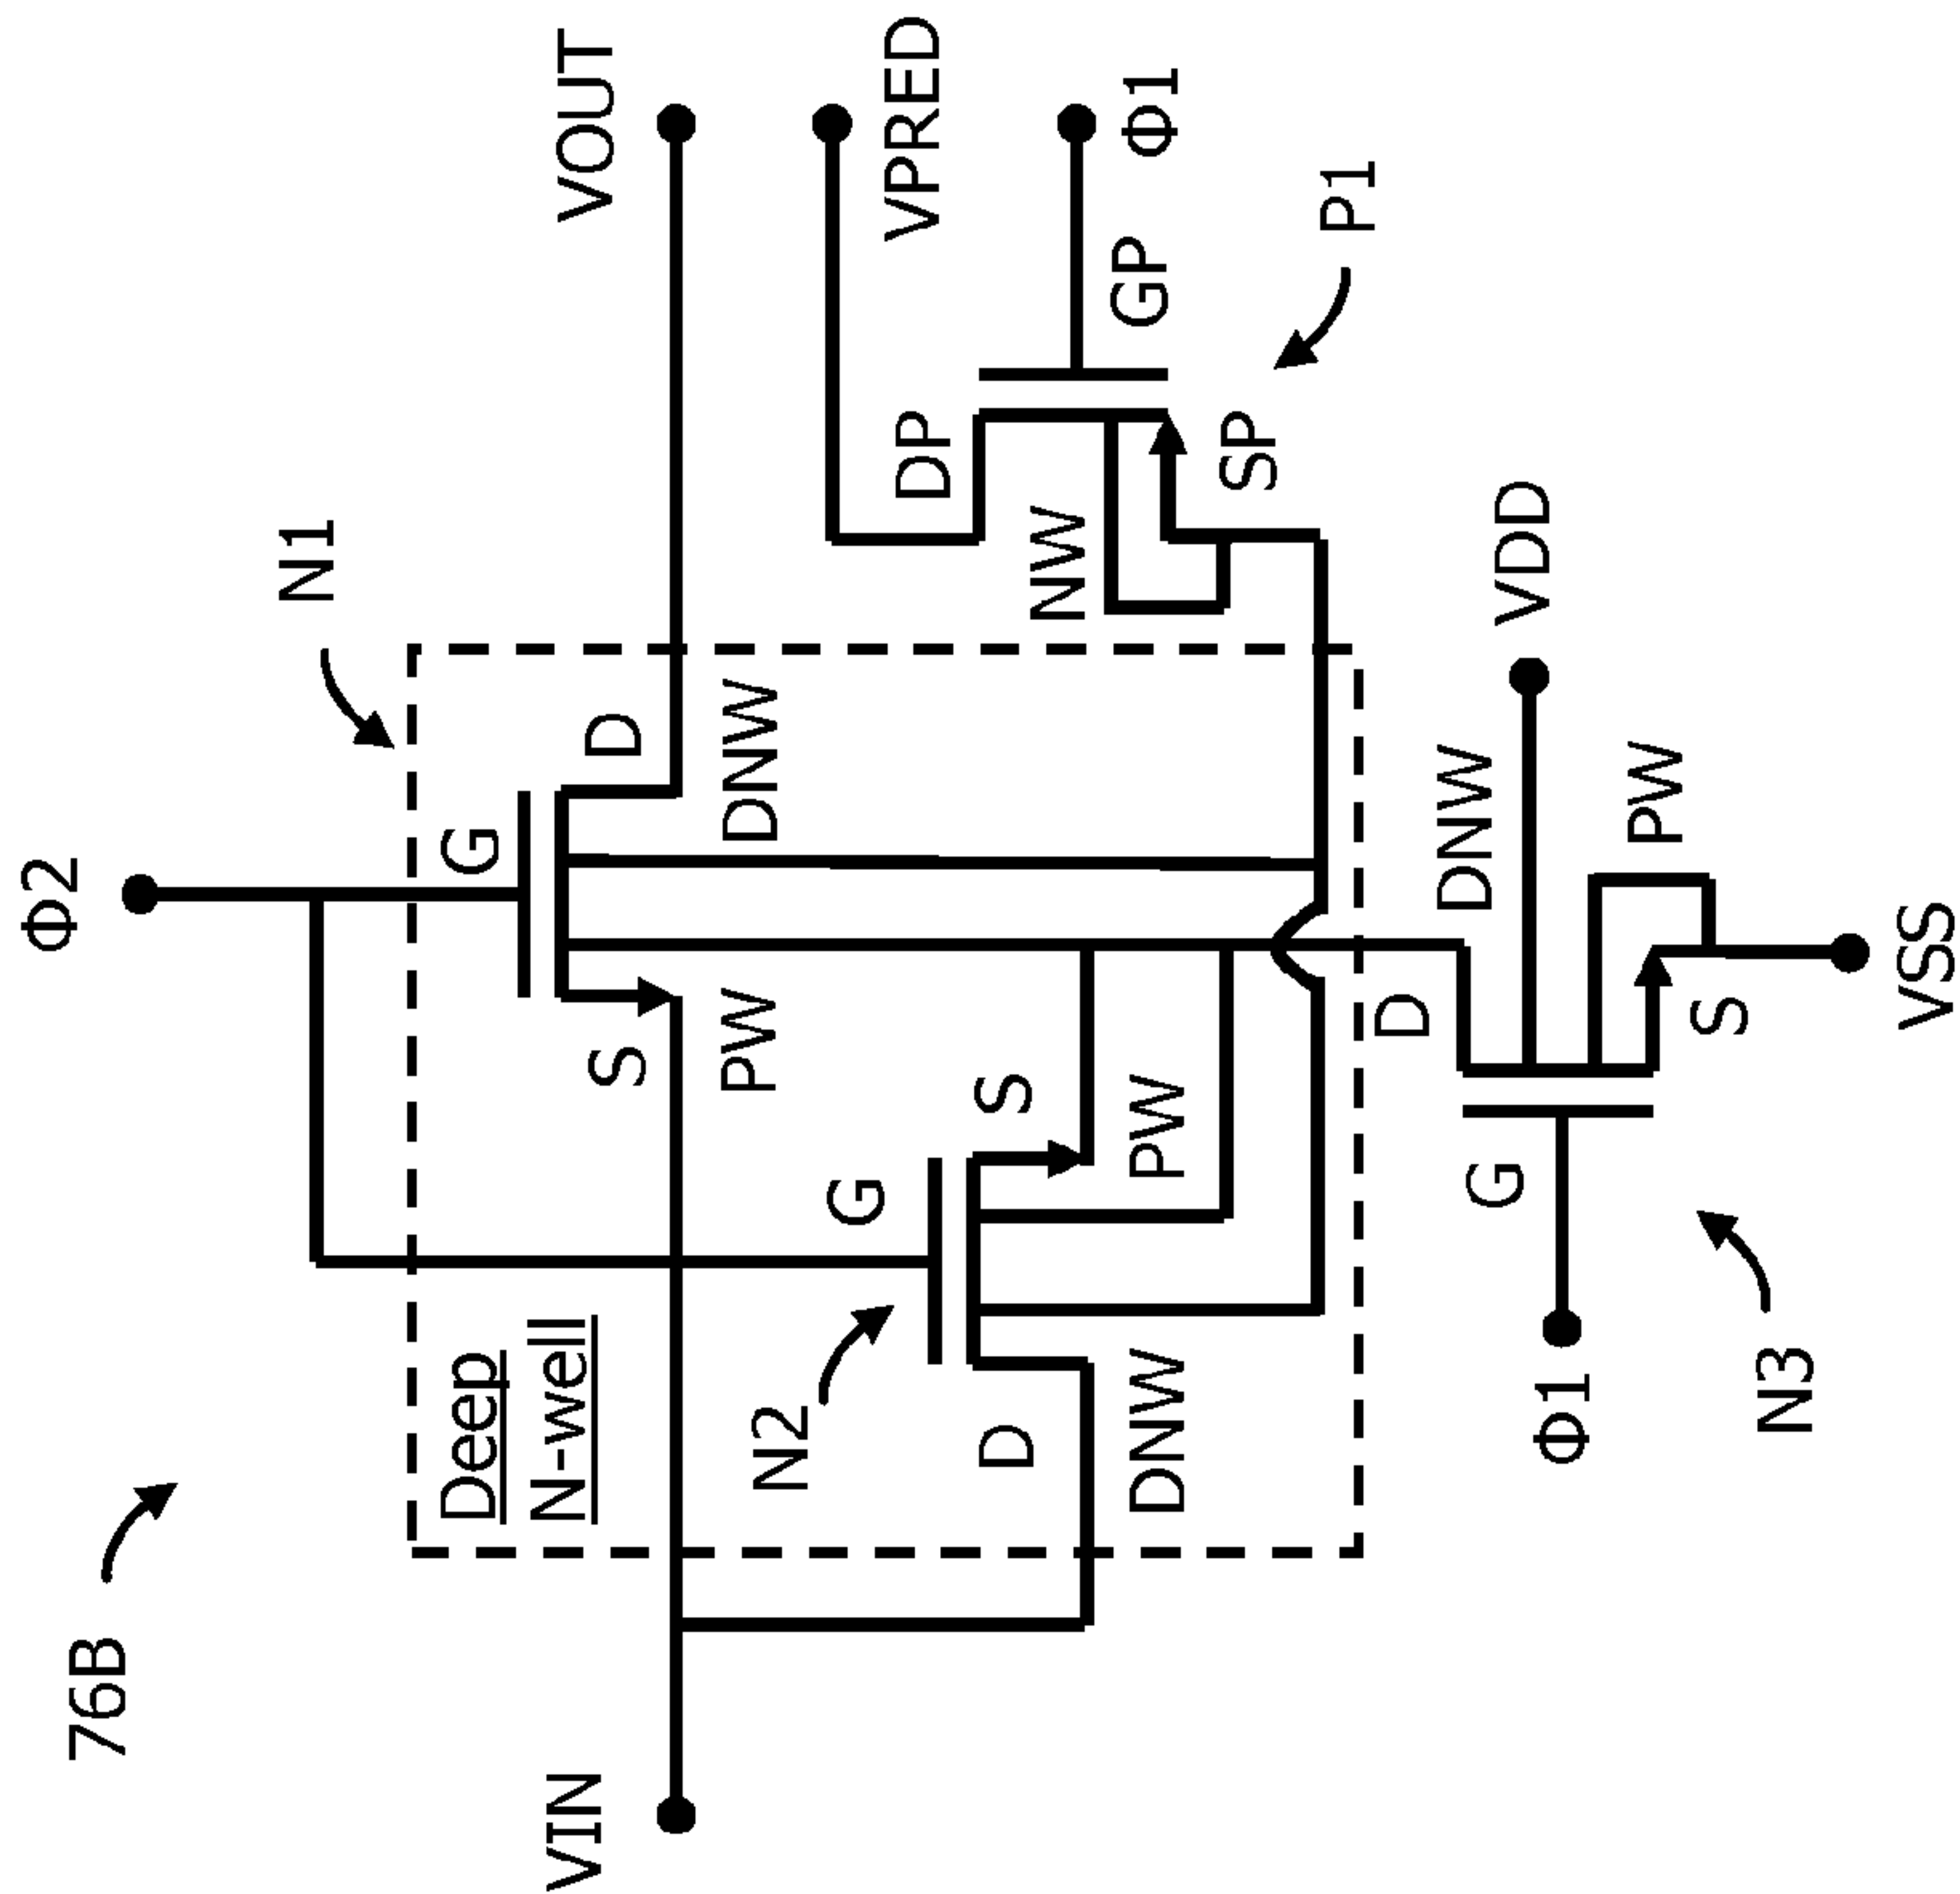 76B
Φ2
N1
VIN
VOUT
Deep
N-well
G
S
D
PW
DNW
VPRED
N2
G
D
S
DNW
PW
DP
NW
GP
SP
Φ1
P1
D
G
DNW
VDD
PW
S
Φ1
N3
VSS